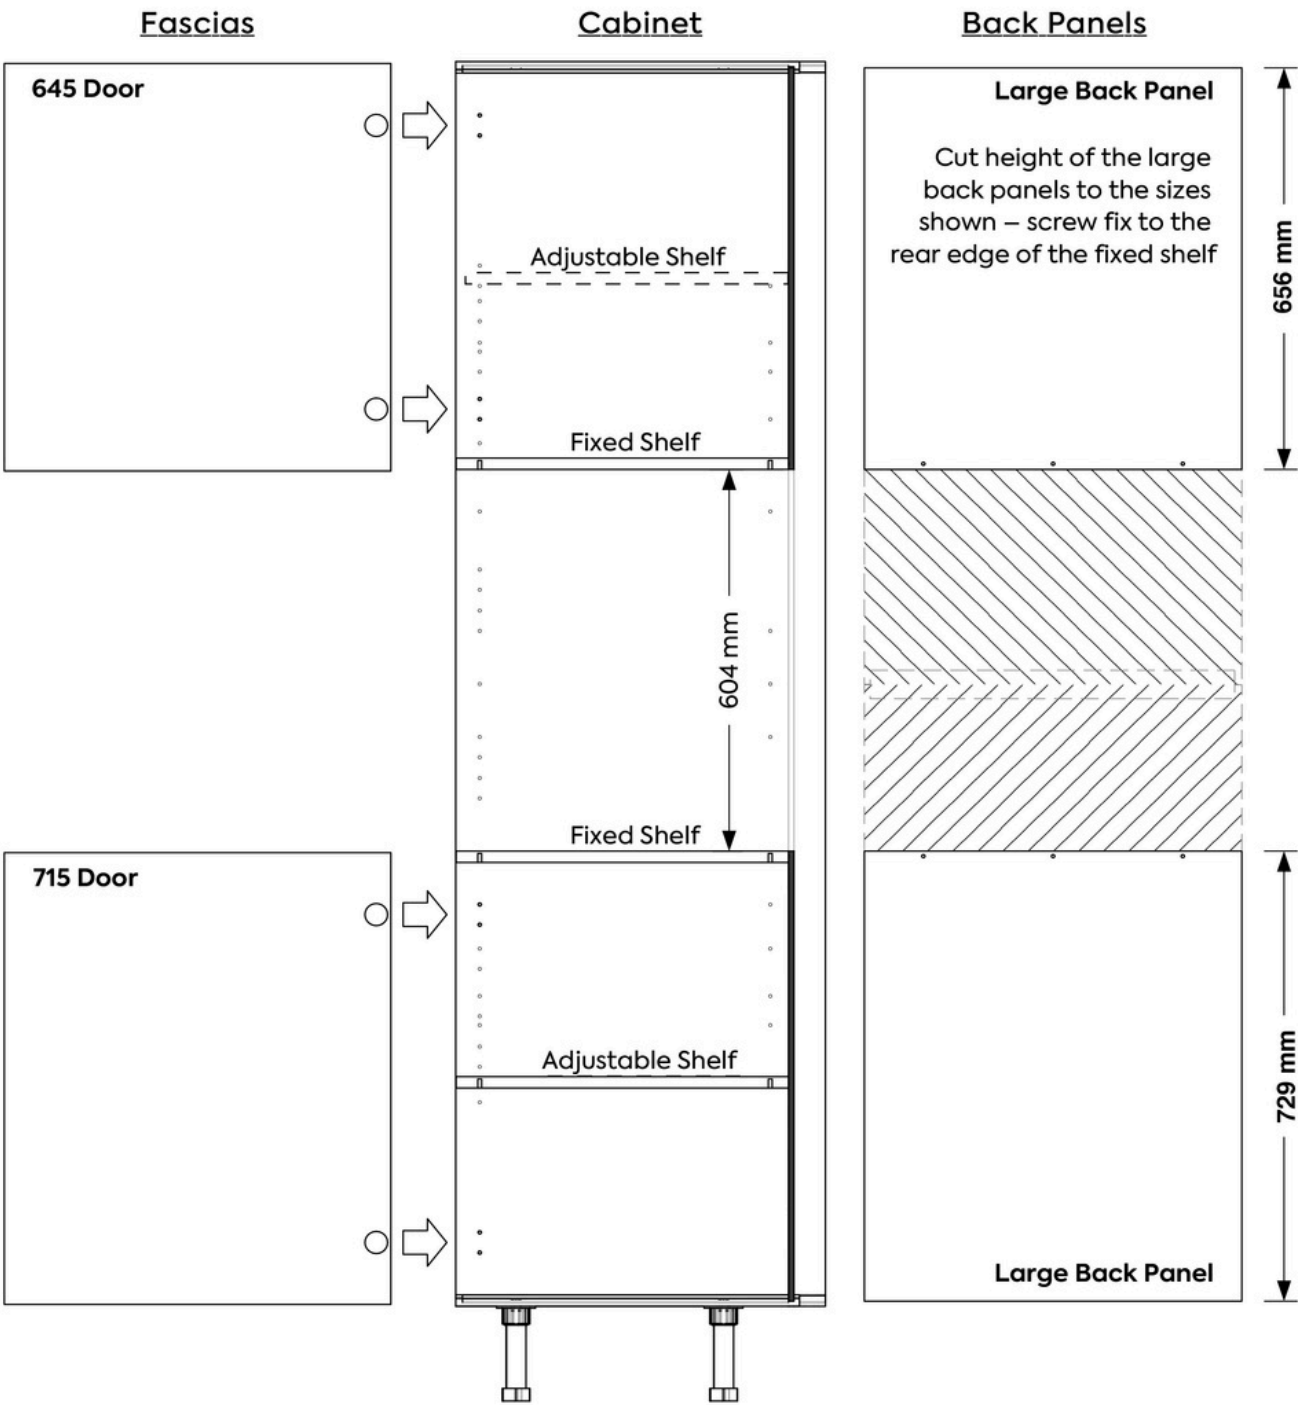 Fascias
Cabinet
Back Panels
645 Door
Large Back Panel
Cut height of the large
back panels to the sizes
shown – screw fix to the
rear edge of the fixed shelf
656 mm
Adjustable Shelf
Fixed Shelf
604 mm
Fixed Shelf
715 Door
Adjustable Shelf
729 mm
Large Back Panel